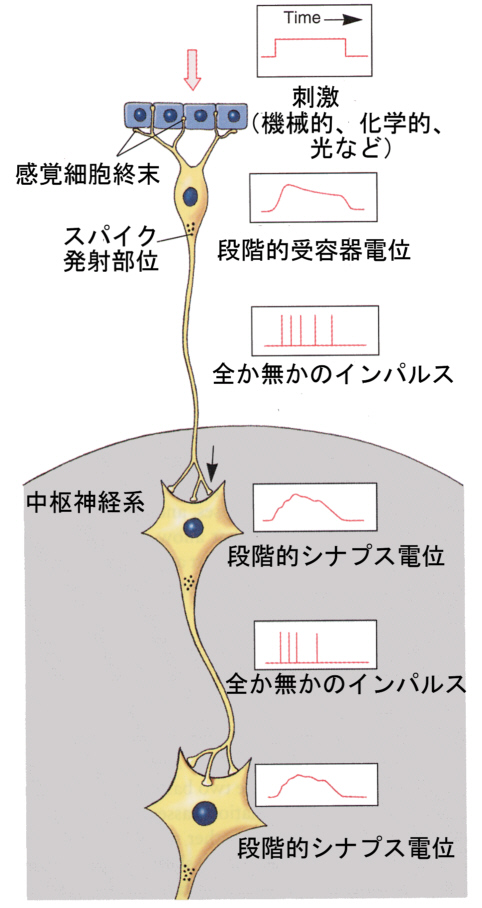 Time
刺激
(機械的、化学的、
光など)
感覚細胞終末
スパイク
発射部位
段階的受容器電位
全か無かのインパルス
中枢神経系
段階的シナプス電位
全か無かのインパルス
段階的シナプス電位